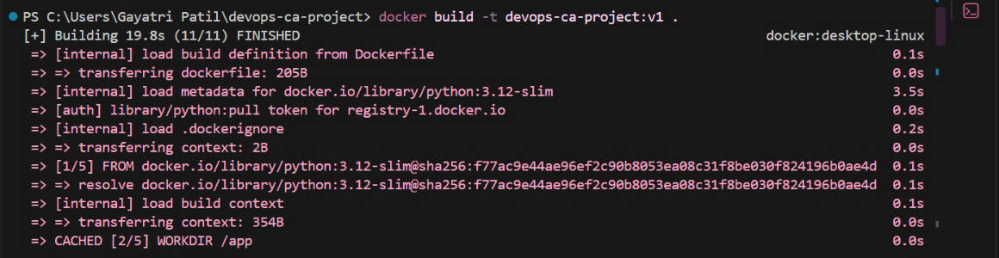 PS C:\Users\Gayatri Patil\devops-ca-project> docker build -t devops-ca-project:v1 .
[+] Building 19.8s (11/11) FINISHED docker:desktop-linux
=> [internal] load build definition from Dockerfile 0.1s
=> => transferring dockerfile: 205B 0.0s
=> [internal] load metadata for docker.io/library/python:3.12-slim 3.5s
=> [auth] library/python:pull token for registry-1.docker.io 0.0s
=> [internal] load .dockerignore 0.2s
=> => transferring context: 2B 0.0s
=> [1/5] FROM docker.io/library/python:3.12-slim@sha256:f77ac9e44ae96ef2c90b8053ea08c31f8be030f824196b0ae4d 0.1s
=> => resolve docker.io/library/python:3.12-slim@sha256:f77ac9e44ae96ef2c90b8053ea08c31f8be030f824196b0ae4d 0.1s
=> [internal] load build context 0.1s
=> => transferring context: 354B 0.0s
=> CACHED [2/5] WORKDIR /app 0.0s